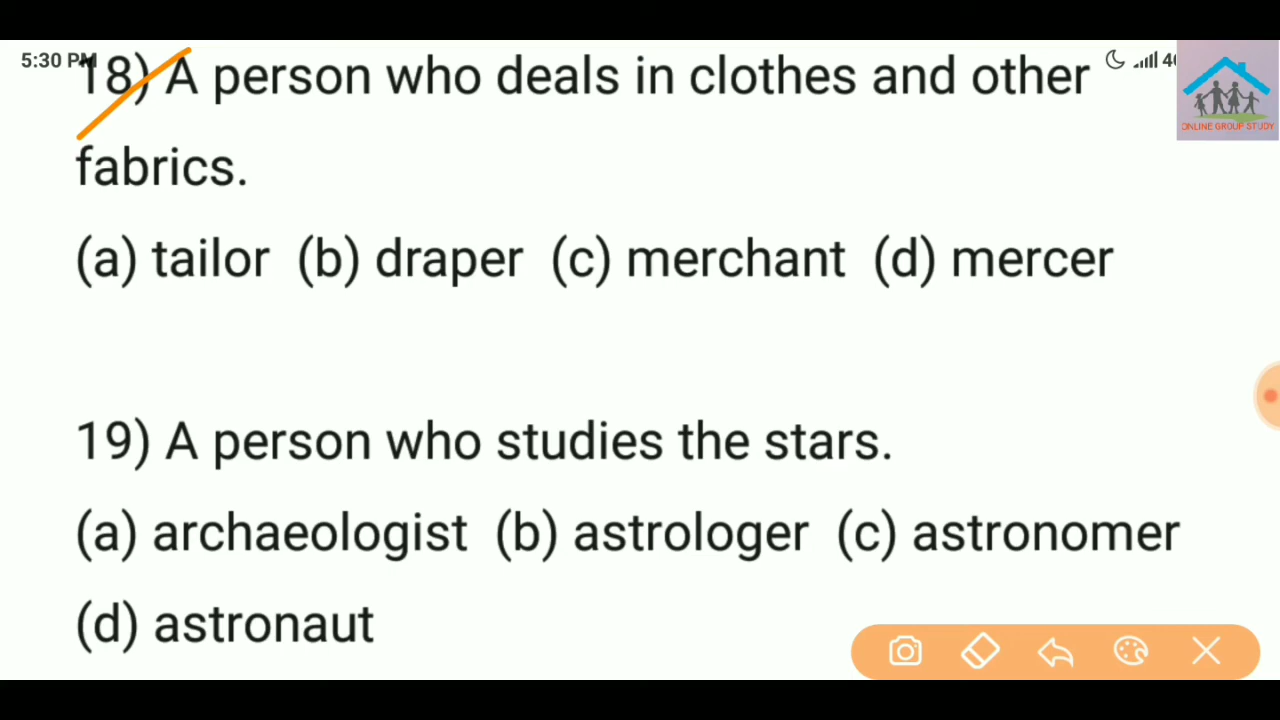 5:30 PM
18) A person who deals in clothes and other
fabrics.
(a) tailor (b) draper (c) merchant (d) mercer
19) A person who studies the stars.
(a) archaeologist (b) astrologer (c) astronomer
(d) astronaut
ONLINE GROUP STUDY